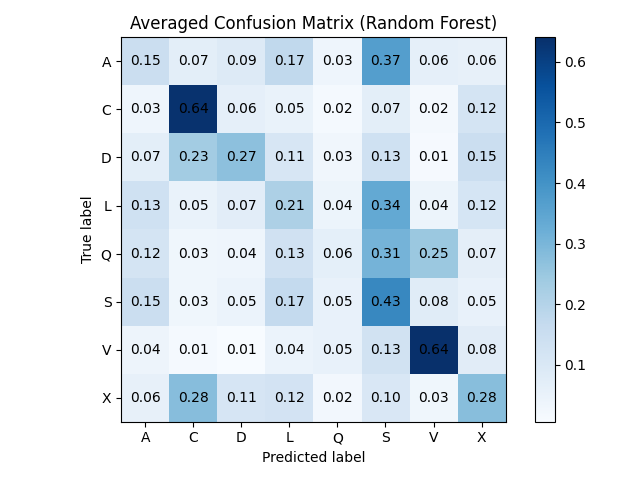 Averaged Confusion Matrix (Random Forest)
A 0.15 0.07 0.09 0.17 0.03 0.37 0.06 0.06
C 0.03 0.64 0.06 0.05 0.02 0.07 0.02 0.12
D 0.07 0.23 0.27 0.11 0.03 0.13 0.01 0.15
L 0.13 0.05 0.07 0.21 0.04 0.34 0.04 0.12
Q 0.12 0.03 0.04 0.13 0.06 0.31 0.25 0.07
S 0.15 0.03 0.05 0.17 0.05 0.43 0.08 0.05
V 0.04 0.01 0.01 0.04 0.05 0.13 0.64 0.08
X 0.06 0.28 0.11 0.12 0.02 0.10 0.03 0.28
A C D L Q S V X
Predicted label
True label
0.6
0.5
0.4
0.3
0.2
0.1